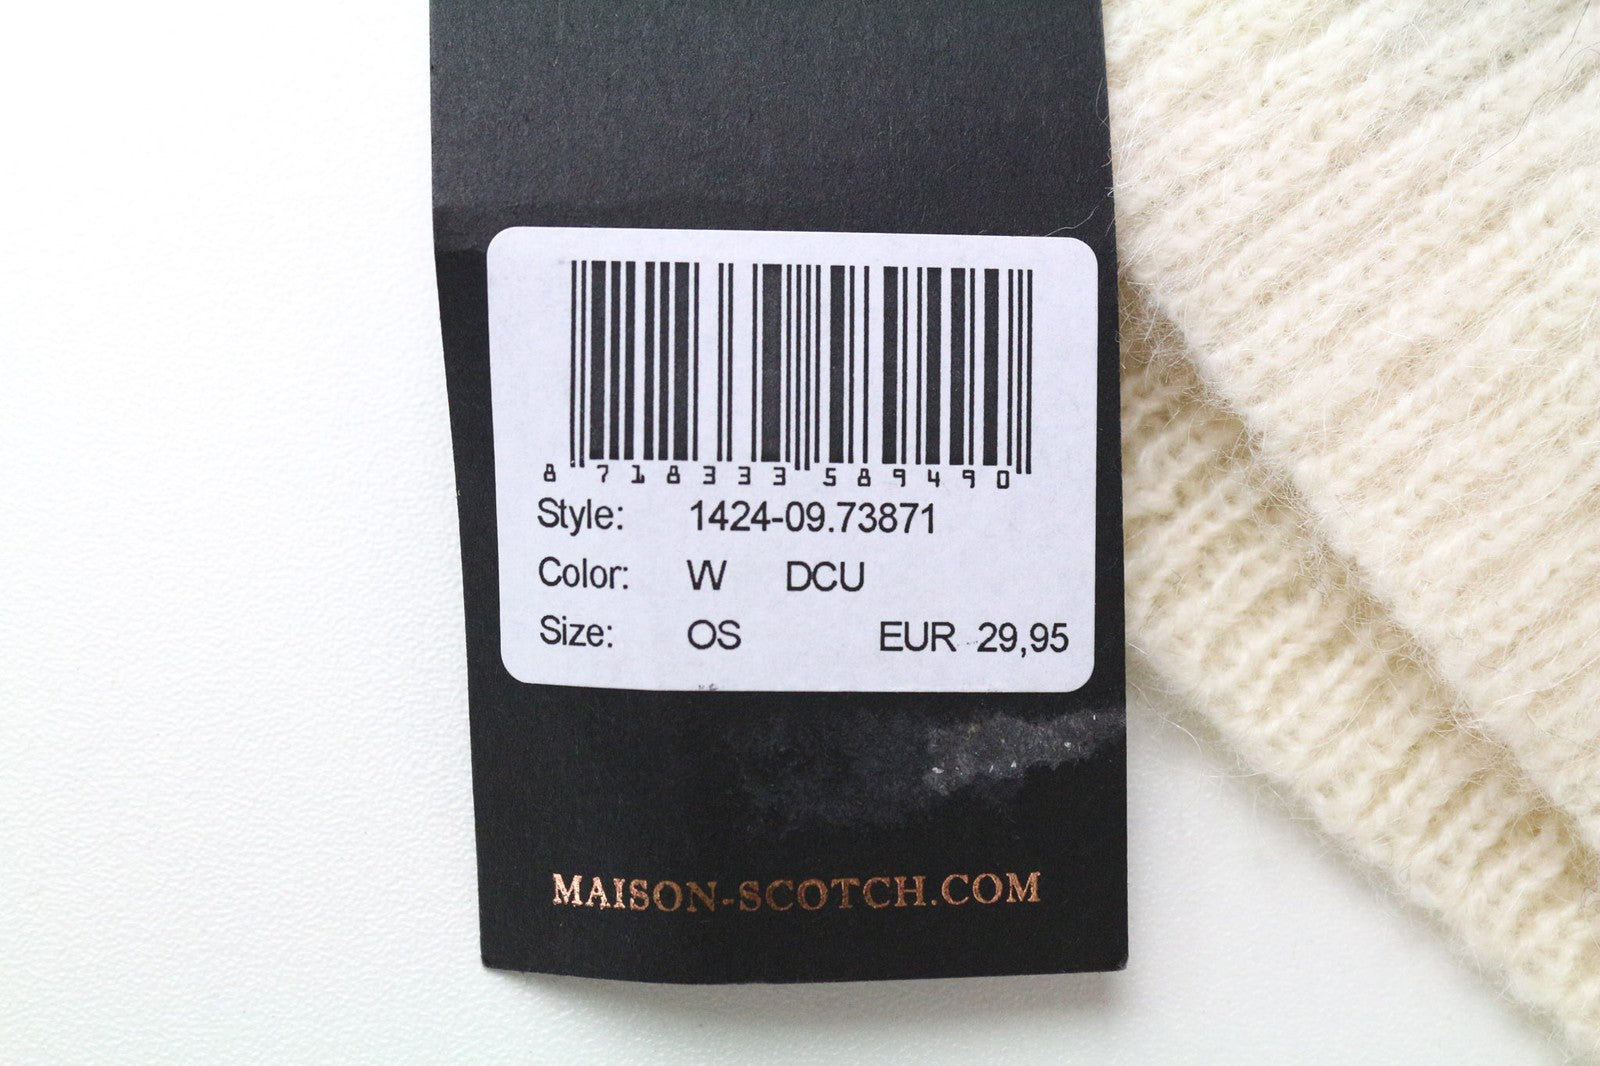 8 718333 589490
Style: 1424-09.73871
Color: W DCU
Size: OS EUR 29,95
MAISON-SCOTCH.COM